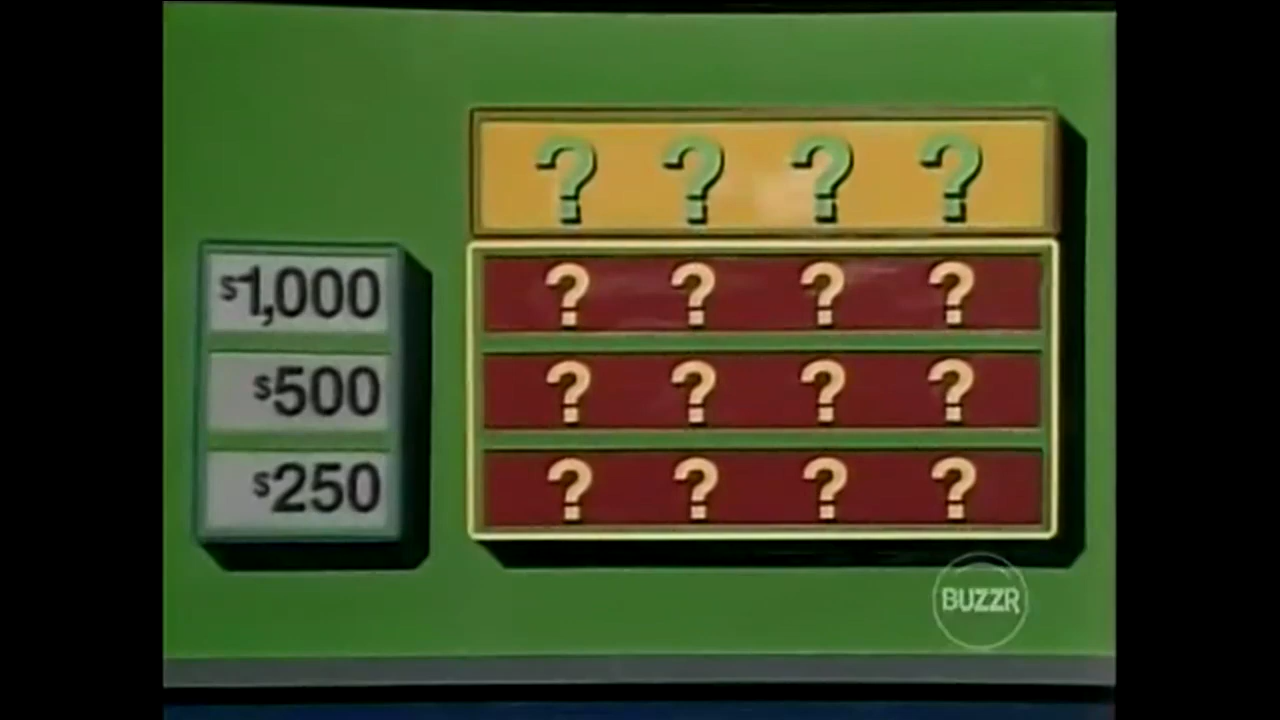 ? ? ? ?
$1,000 ? ? ? ?
$500 ? ? ? ?
$250 ? ? ? ?
BUZZR